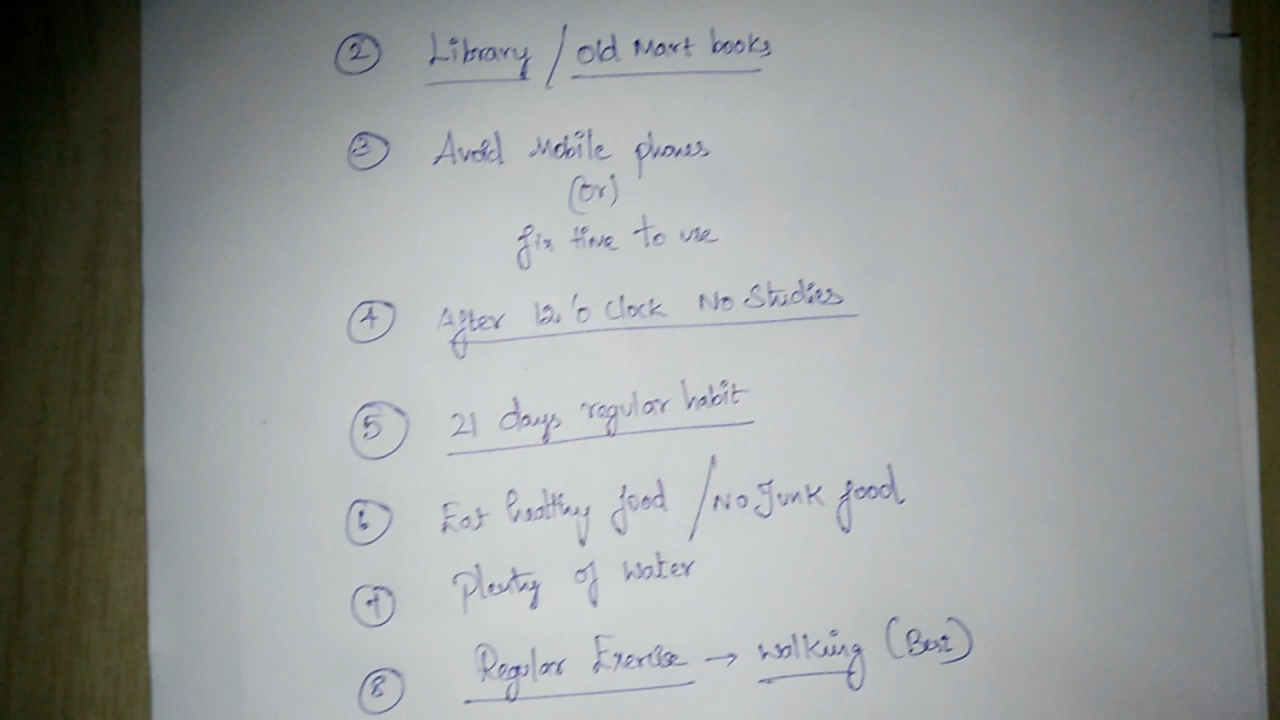 ② Library / Old Mart books
③ Avoid Mobile phones
(or)
fix time to use
④ After 12'o Clock No Studies
⑤ 21 days regular habit
⑥ Eat healthy food / No Junk food
⑦ Plenty of water
⑧ Regular Exercise → Walking (Best)